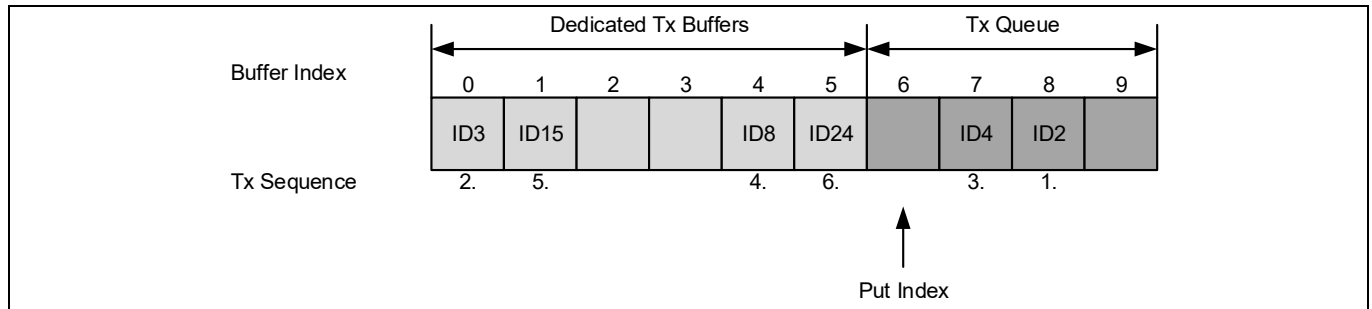 Dedicated Tx Buffers Tx Queue
Buffer Index
0 1 2 3 4 5 6 7 8 9
ID3 ID15 ID8 ID24 ID4 ID2
Tx Sequence 2. 5. 4. 6. 3. 1.
Put Index